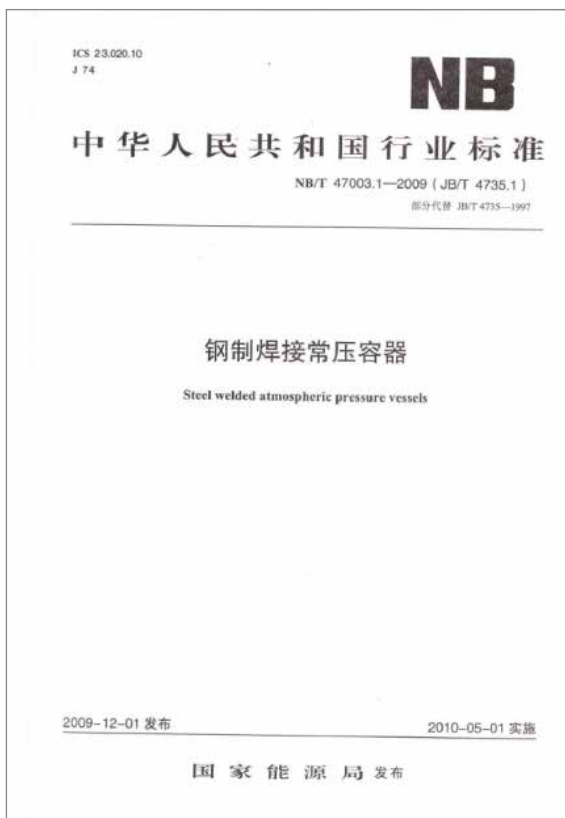 ICS 23.020.10
J 74
NB
中华人民共和国行业标准
NB/T 47003.1—2009 ( JB/T 4735.1 )
部分代替 JB/T 4735—1997
钢制焊接常压容器
Steel welded atmospheric pressure vessels
2009-12-01 发布
2010-05-01 实施
国家能源局 发布